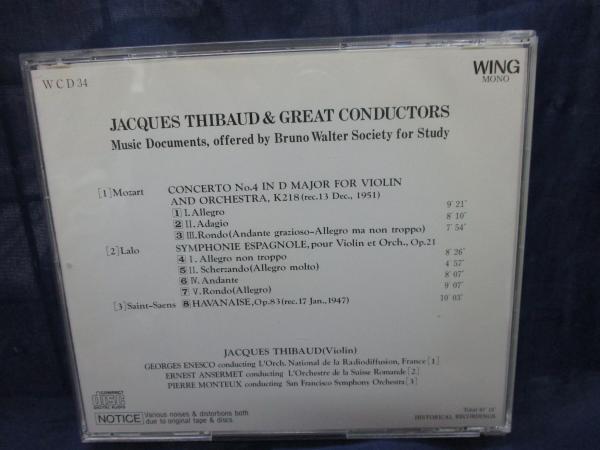 WCD34
WING
MONO
JACQUES THIBAUD & GREAT CONDUCTORS
Music Documents, offered by Bruno Walter Society for Study
[1]Mozart CONCERTO No.4 IN D MAJOR FOR VIOLIN
AND ORCHESTRA, K218(rec.13 Dec., 1951)
1 I.Allegro 9'21"
2 II.Adagio 8'10"
3 III.Rondo(Andante grazioso-Allegro ma non troppo) 7'54"
[2]Lalo SYMPHONIE ESPAGNOLE, pour Violin et Orch., Op.21
4 I. Allegro non troppo 8'26"
5 II. Scherzando(Allegro molto) 4'57"
6 IV. Andante 8'07"
7 V. Rondo(Allegro) 9'07"
[3]Saint-Saens 8 HAVANAISE, Op.83(rec.17 Jan., 1947) 10'03"
JACQUES THIBAUD(Violin)
GEORGES ENESCO conducting L'Orch. National de la Radiodiffusion, France [1]
ERNEST ANSERMET conducting L'Orchestre de la Suisse Romande [2]
PIERRE MONTEUX conducting San Francisco Symphony Orchestra [3]
COMPACT
disc
DIGITAL AUDIO
NOTICE Various noises & distortions both
due to original tape & discs.
Total
HISTORICAL RECORDINGS